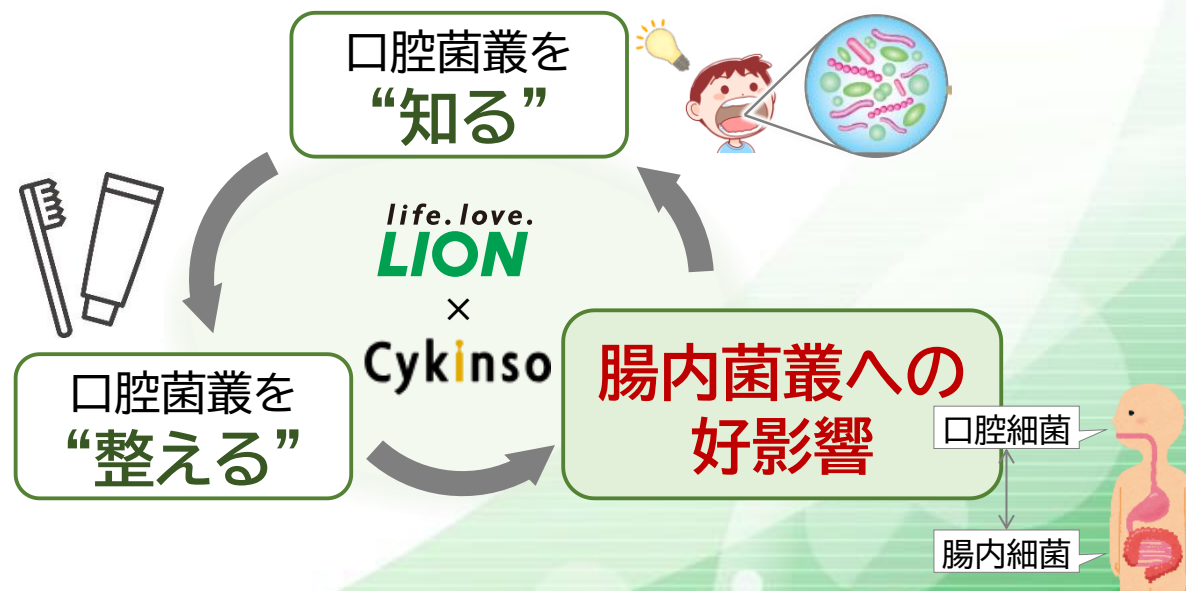 口腔菌叢を
“知る”
life.love.
LION
×
Cykinso
口腔菌叢を
“整える”
腸内菌叢への
好影響
口腔細菌
腸内細菌